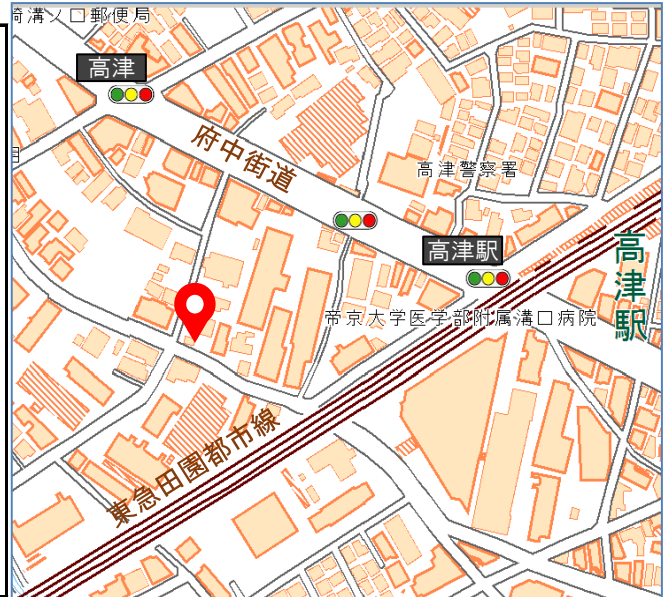 崎溝ノ口郵便局
高津
府中街道
高津警察署
高津駅
高津駅
帝京大学医学部附属溝口病院
東急田園都市線